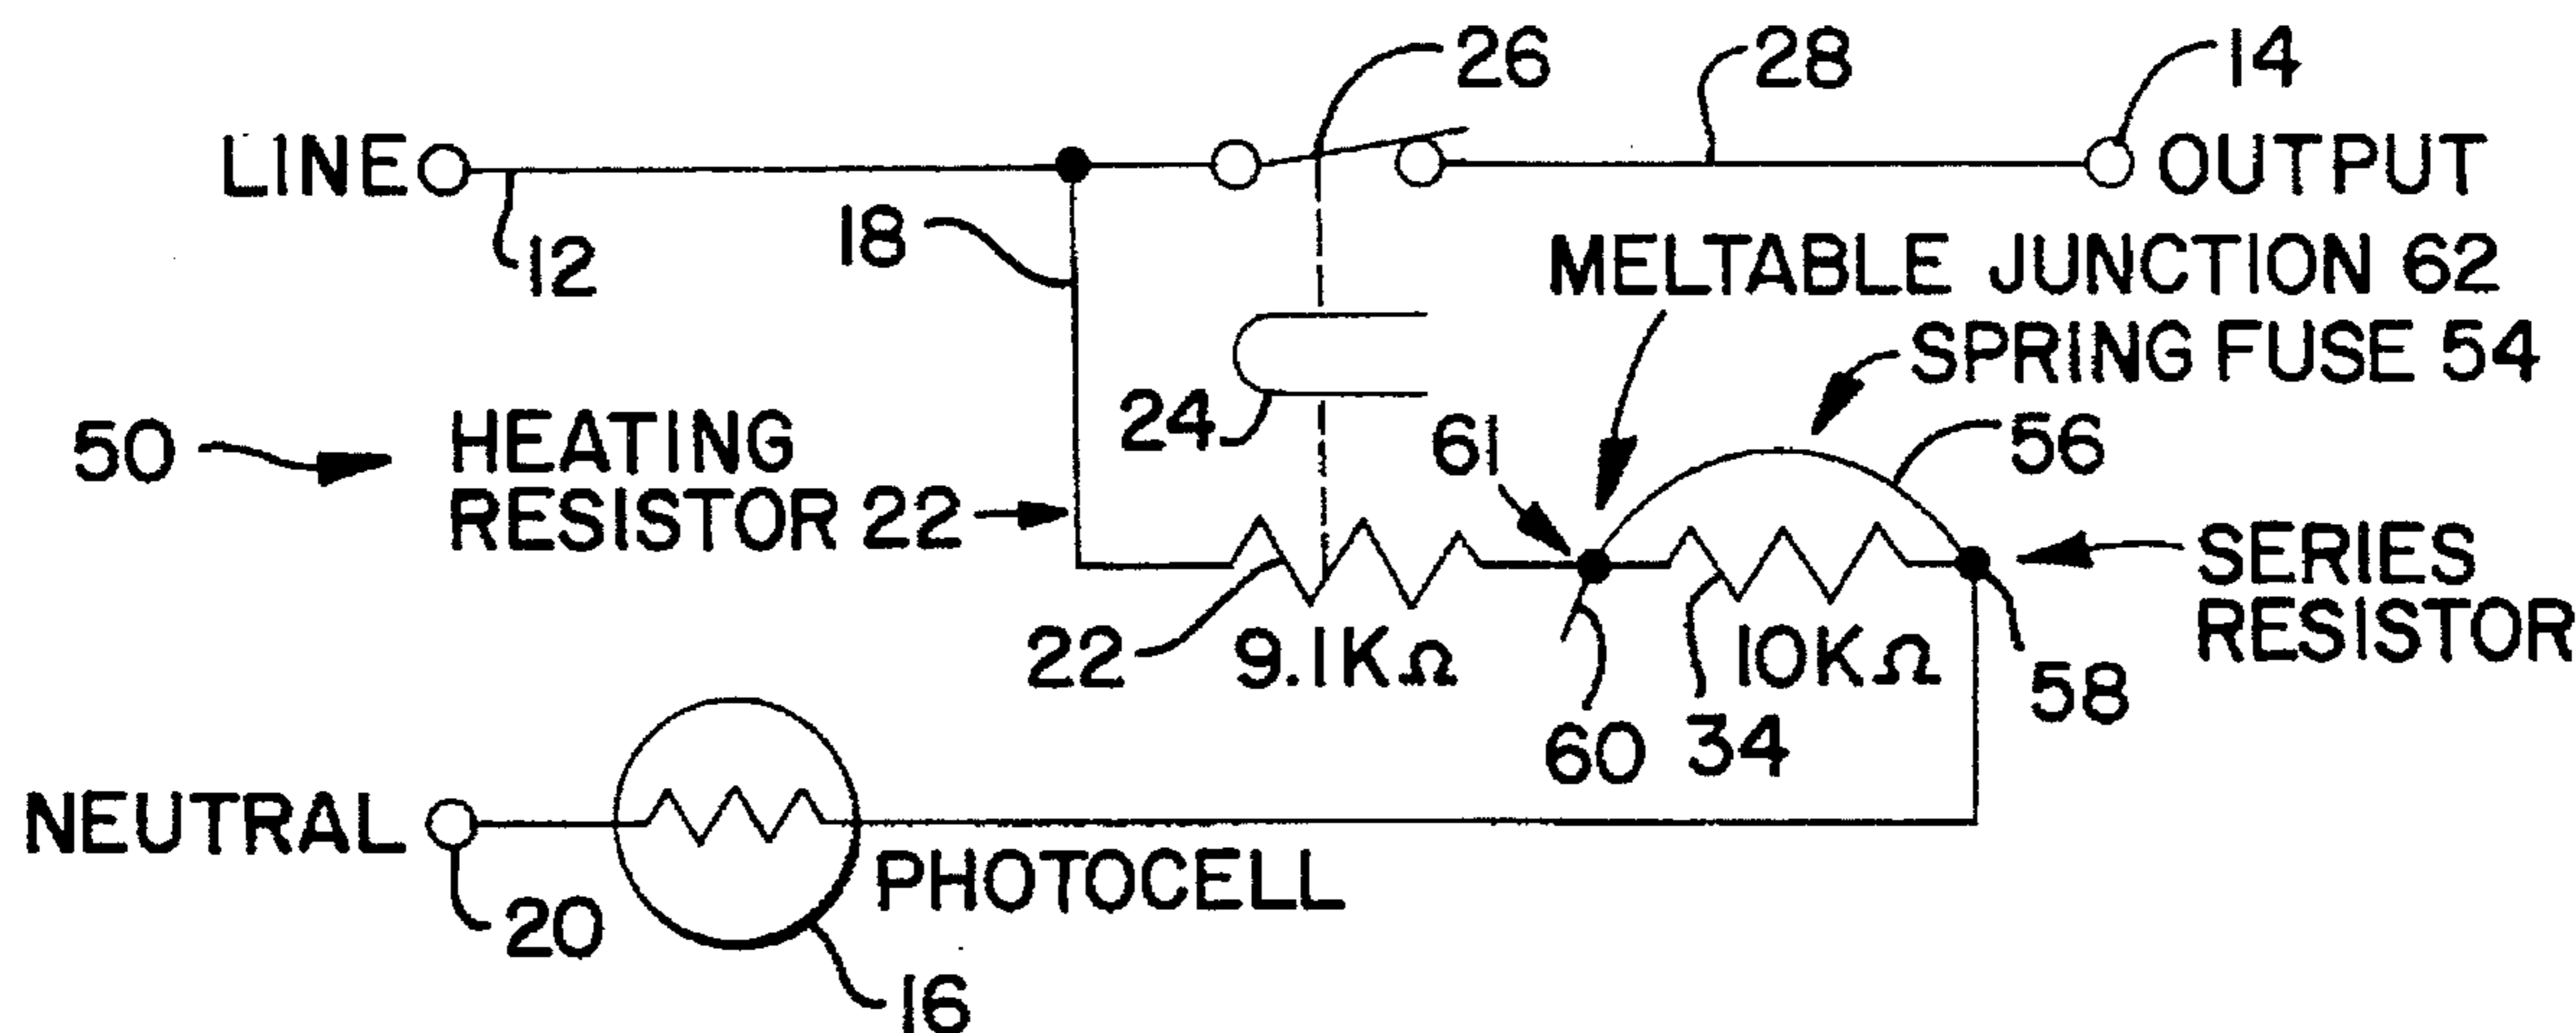 26
28
14
LINE
OUTPUT
12
18
MELTABLE JUNCTION 62
SPRING FUSE 54
24
61
56
50
HEATING
RESISTOR 22
SERIES
RESISTOR
22
9.1KΩ
10KΩ
58
60
34
NEUTRAL
PHOTOCELL
20
16